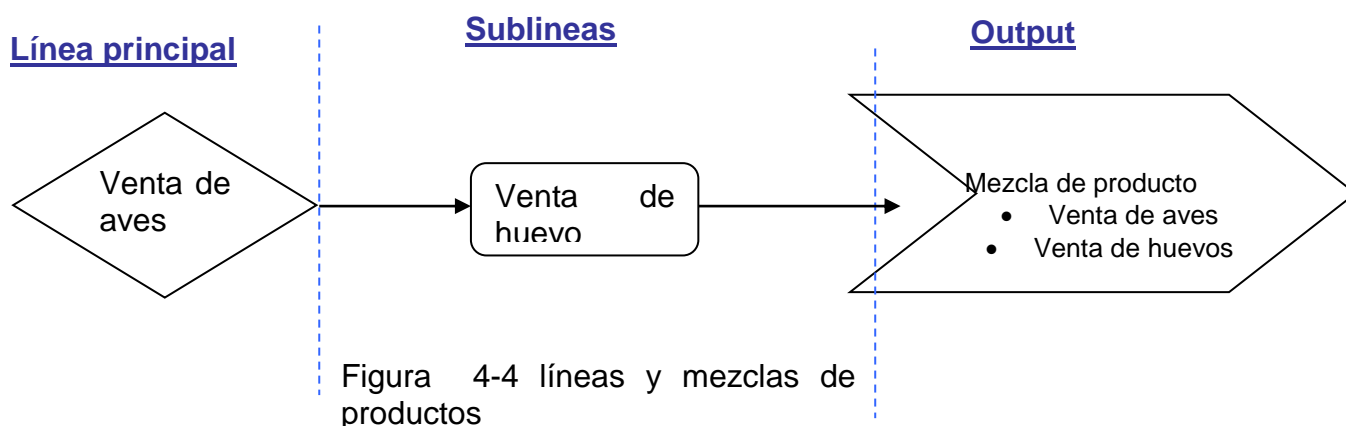 Línea principal
Sublineas
Output
Venta de
aves
Venta de
huevo
Mezcla de producto
• Venta de aves
• Venta de huevos
Figura 4-4 líneas y mezclas de
productos